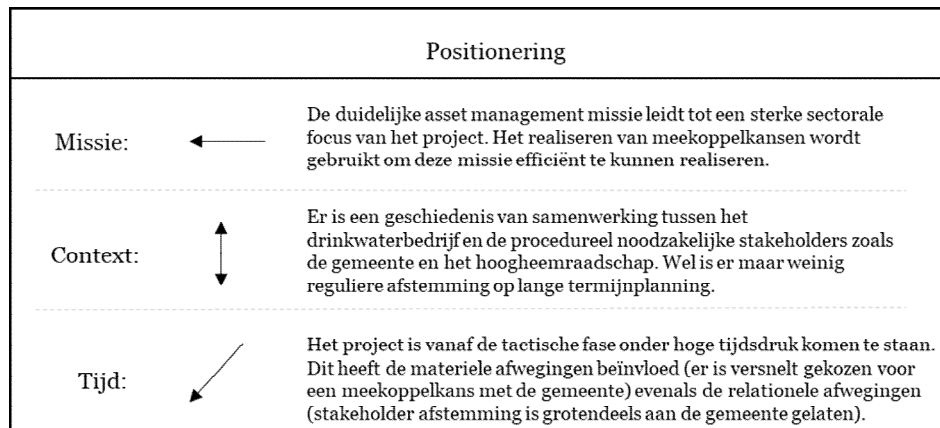 Positionering
Missie:
De duidelijke asset management missie leidt tot een sterke sectorale
focus van het project. Het realiseren van meekoppelkansen wordt
gebruikt om deze missie efficiënt te kunnen realiseren.
Context:
Er is een geschiedenis van samenwerking tussen het
drinkwaterbedrijf en de procedureel noodzakelijke stakeholders zoals
de gemeente en het hoogheemraadschap. Wel is er maar weinig
reguliere afstemming op lange termijnplanning.
Tijd:
Het project is vanaf de tactische fase onder hoge tijdsdruk komen te staan.
Dit heeft de materiele afwegingen beïnvloed (er is versnelt gekozen voor
een meekoppelkans met de gemeente) evenals de relationele afwegingen
(stakeholder afstemming is grotendeels aan de gemeente gelaten).